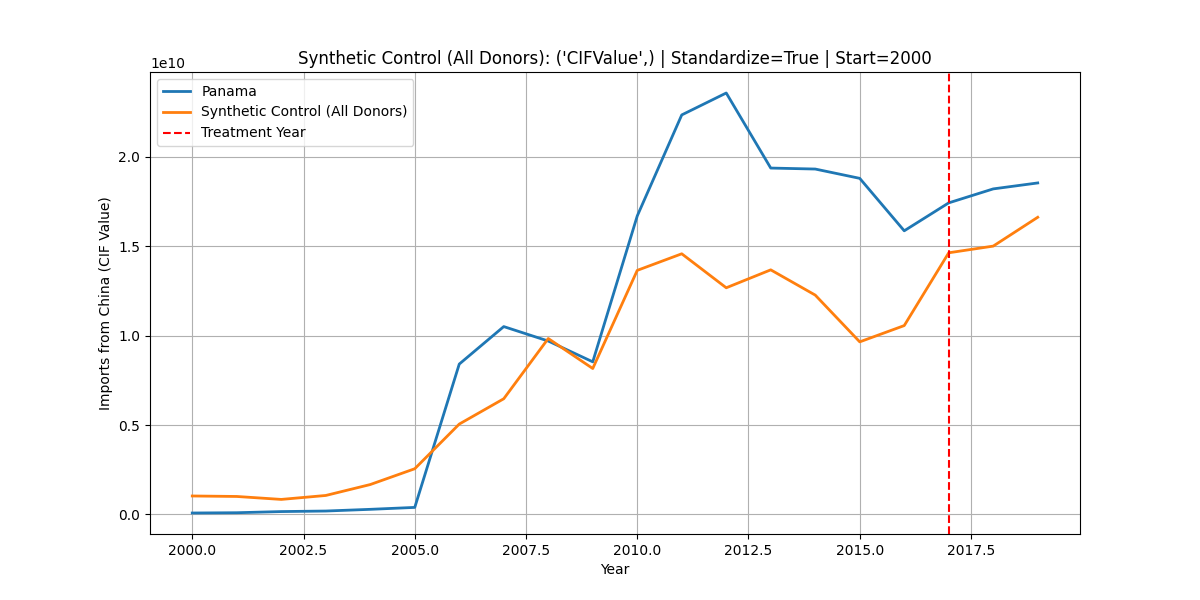 Synthetic Control (All Donors): ('CIFValue',) | Standardize=True | Start=2000
1e10
Panama
Synthetic Control (All Donors)
Treatment Year
2.0
1.5
1.0
0.5
0.0
Imports from China (CIF Value)
2000.0 2002.5 2005.0 2007.5 2010.0 2012.5 2015.0 2017.5
Year